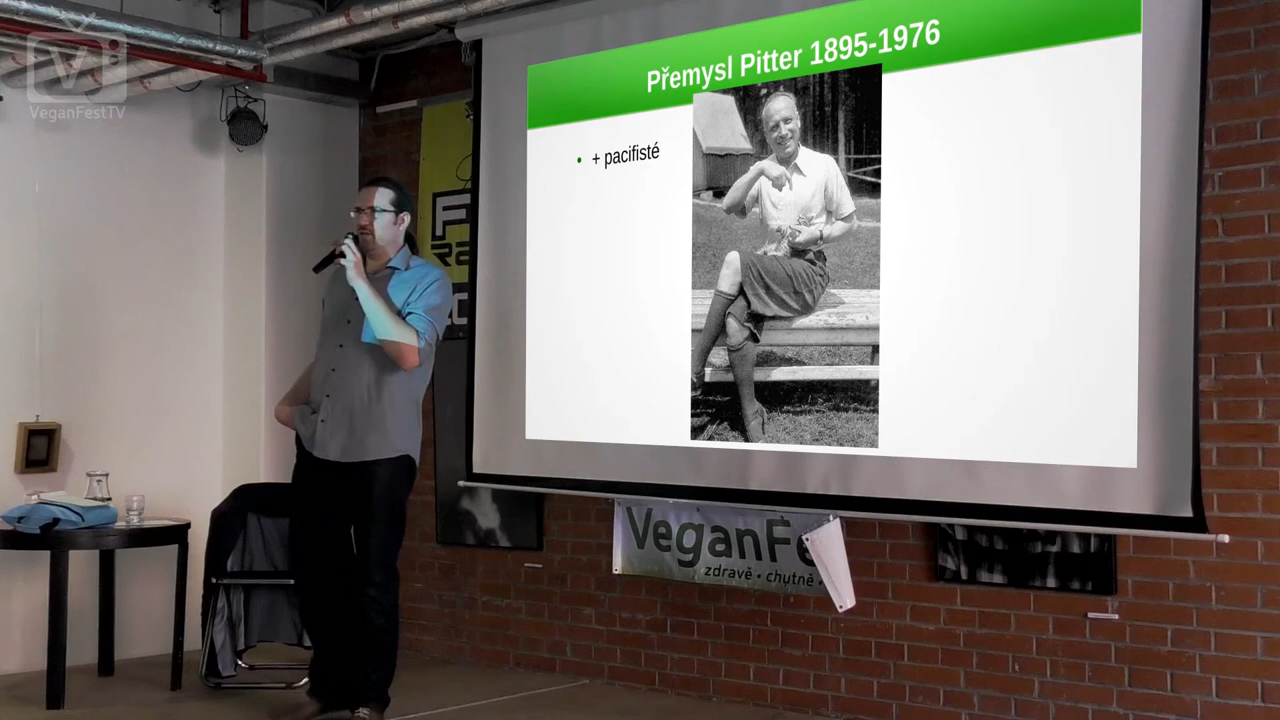 VeganFestTV
Přemysl Pitter 1895-1976
• + pacifisté
VeganFe
zdravě • chutně •